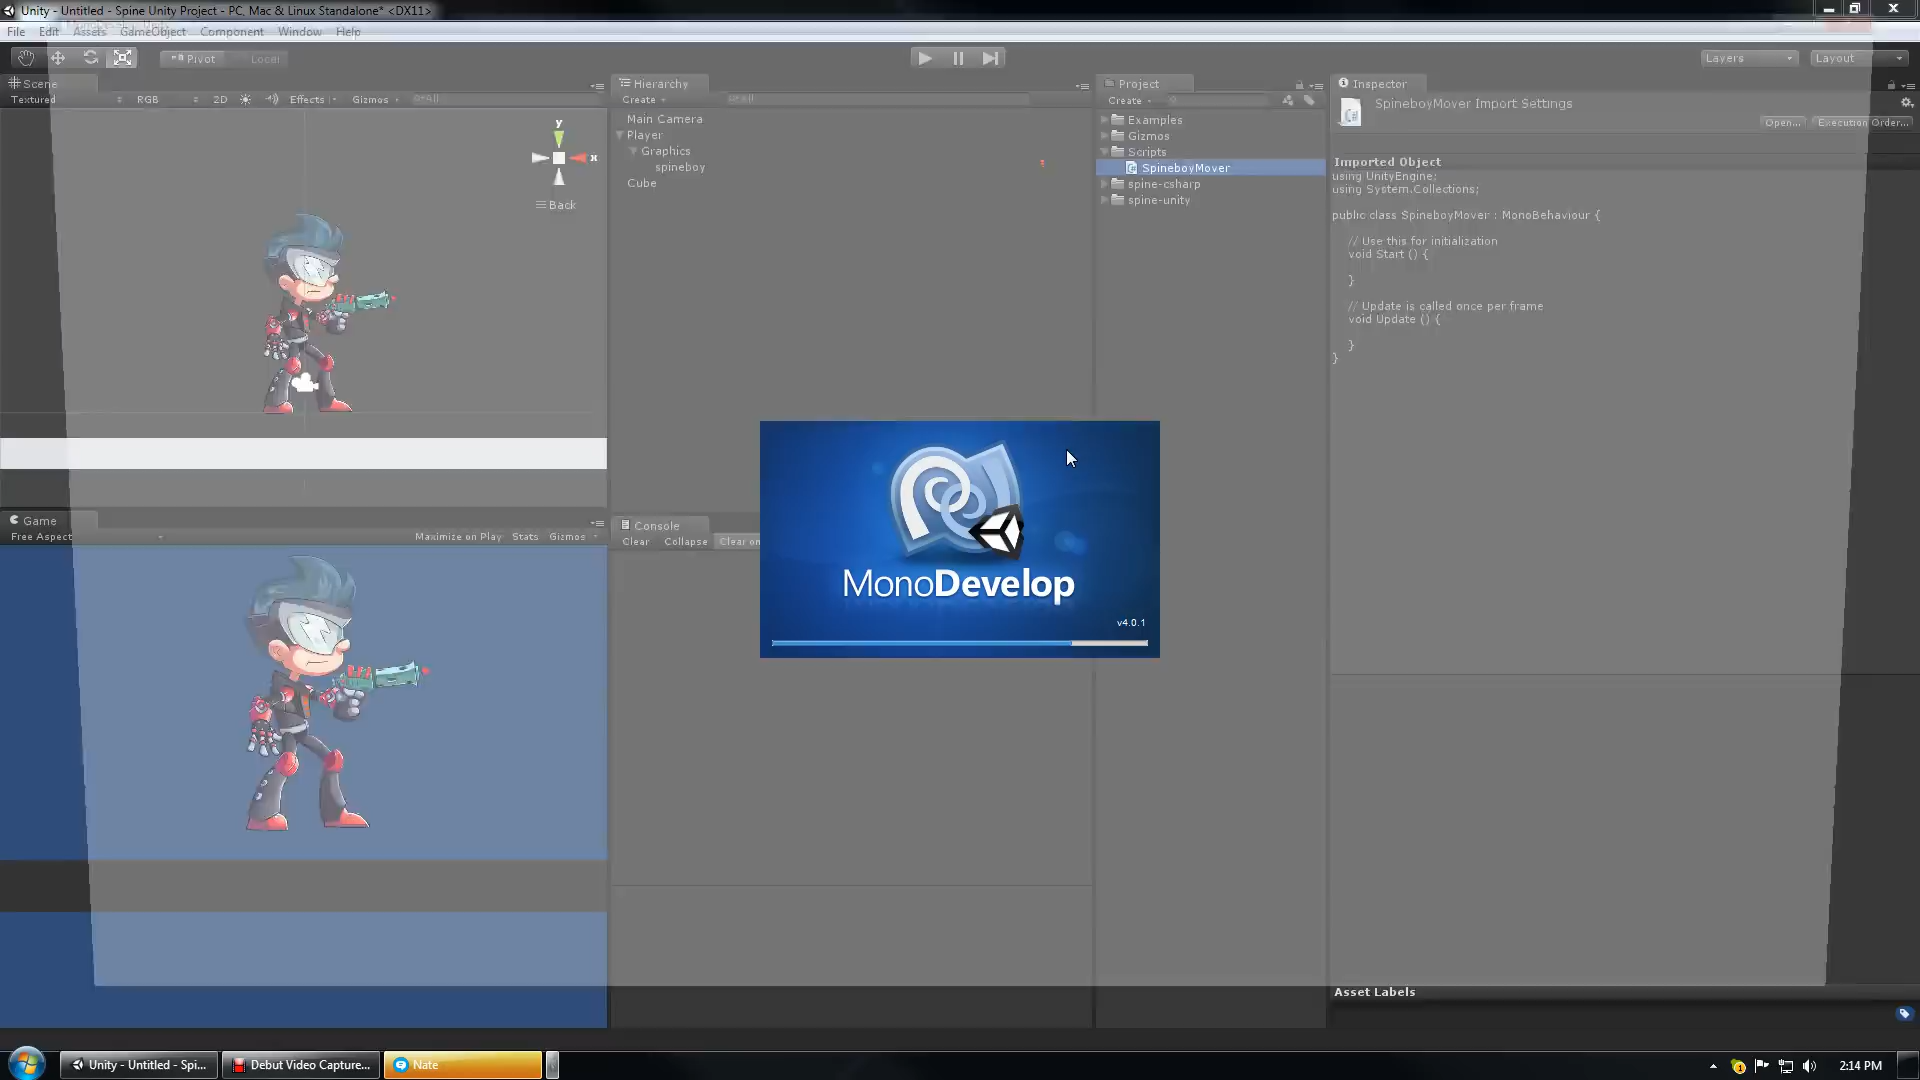 Unity - Untitled - Spine Unity Project - PC, Mac & Linux Standalone* <DX11>
File Edit Assets GameObject Component Window Help
Pivot Local
Layers Layout
Scene
Textured RGB 2D Effects Gizmos
y
x
Back
Hierarchy
Create
Main Camera
Player
Graphics
spineboy
Cube
Project
Create
Examples
Gizmos
Scripts
SpineboyMover
spine-csharp
spine-unity
Inspector
SpineboyMover Import Settings
Open... Execution Order...
Imported Object
using UnityEngine;
using System.Collections;
public class SpineboyMover : MonoBehaviour {
// Use this for initialization
void Start () {
}
// Update is called once per frame
void Update () {
}
}
Game
Free Aspect Maximize on Play Stats Gizmos
Console
Clear Collapse Clear on
MonoDevelop
v4.0.1
Asset Labels
Unity - Untitled - Spi...
Debut Video Capture...
Nate
2:14 PM